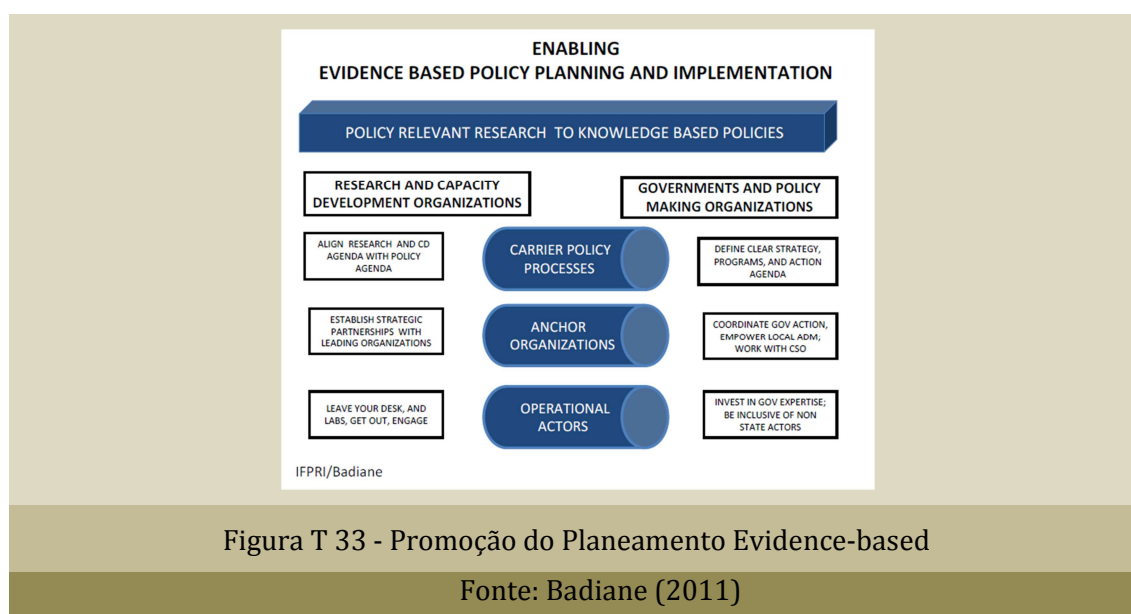 ENABLING
EVIDENCE BASED POLICY PLANNING AND IMPLEMENTATION
POLICY RELEVANT RESEARCH TO KNOWLEDGE BASED POLICIES
RESEARCH AND CAPACITY
DEVELOPMENT ORGANIZATIONS
GOVERNMENTS AND POLICY
MAKING ORGANIZATIONS
ALIGN RESEARCH AND CD
AGENDA WITH POLICY
AGENDA
CARRIER POLICY
PROCESSES
DEFINE CLEAR STRATEGY,
PROGRAMS, AND ACTION
AGENDA
ESTABLISH STRATEGIC
PARTNERSHIPS WITH
LEADING ORGANIZATIONS
ANCHOR
ORGANIZATIONS
COORDINATE GOV ACTION,
EMPOWER LOCAL ADM;
WORK WITH CSO
LEAVE YOUR DESK, AND
LABS, GET OUT, ENGAGE
OPERATIONAL
ACTORS
INVEST IN GOV EXPERTISE;
BE INCLUSIVE OF NON
STATE ACTORS
IFPRI/Badiane
Figura T 33 - Promoção do Planeamento Evidence-based
Fonte: Badiane (2011)